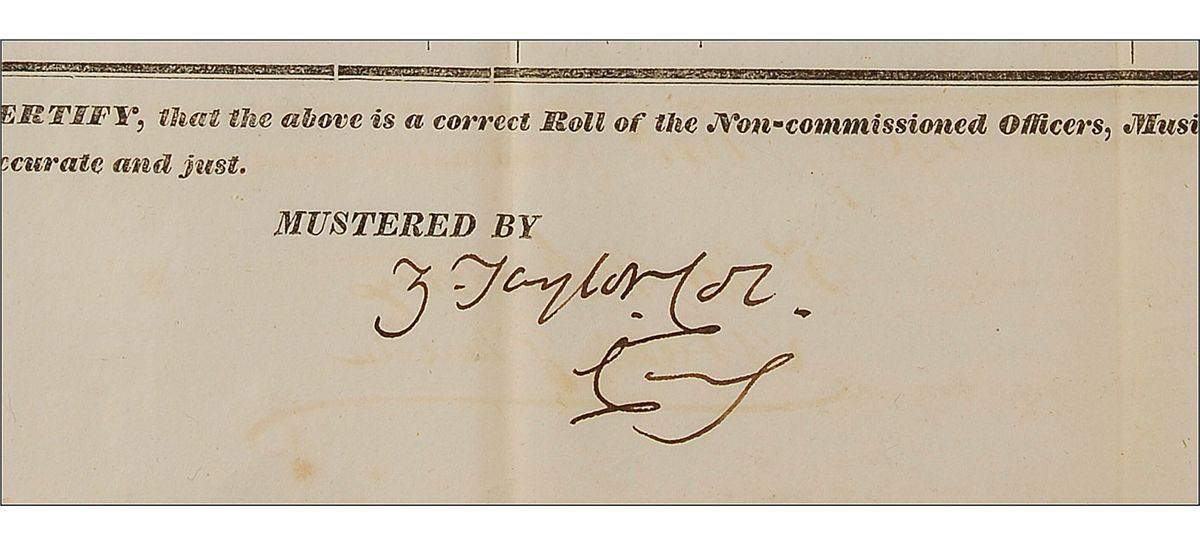 ERTIFY, that the above is a correct Roll of the Non-commissioned Officers, Musi
ccurate and just.
MUSTERED BY
Z. Taylor. Col.
Comg